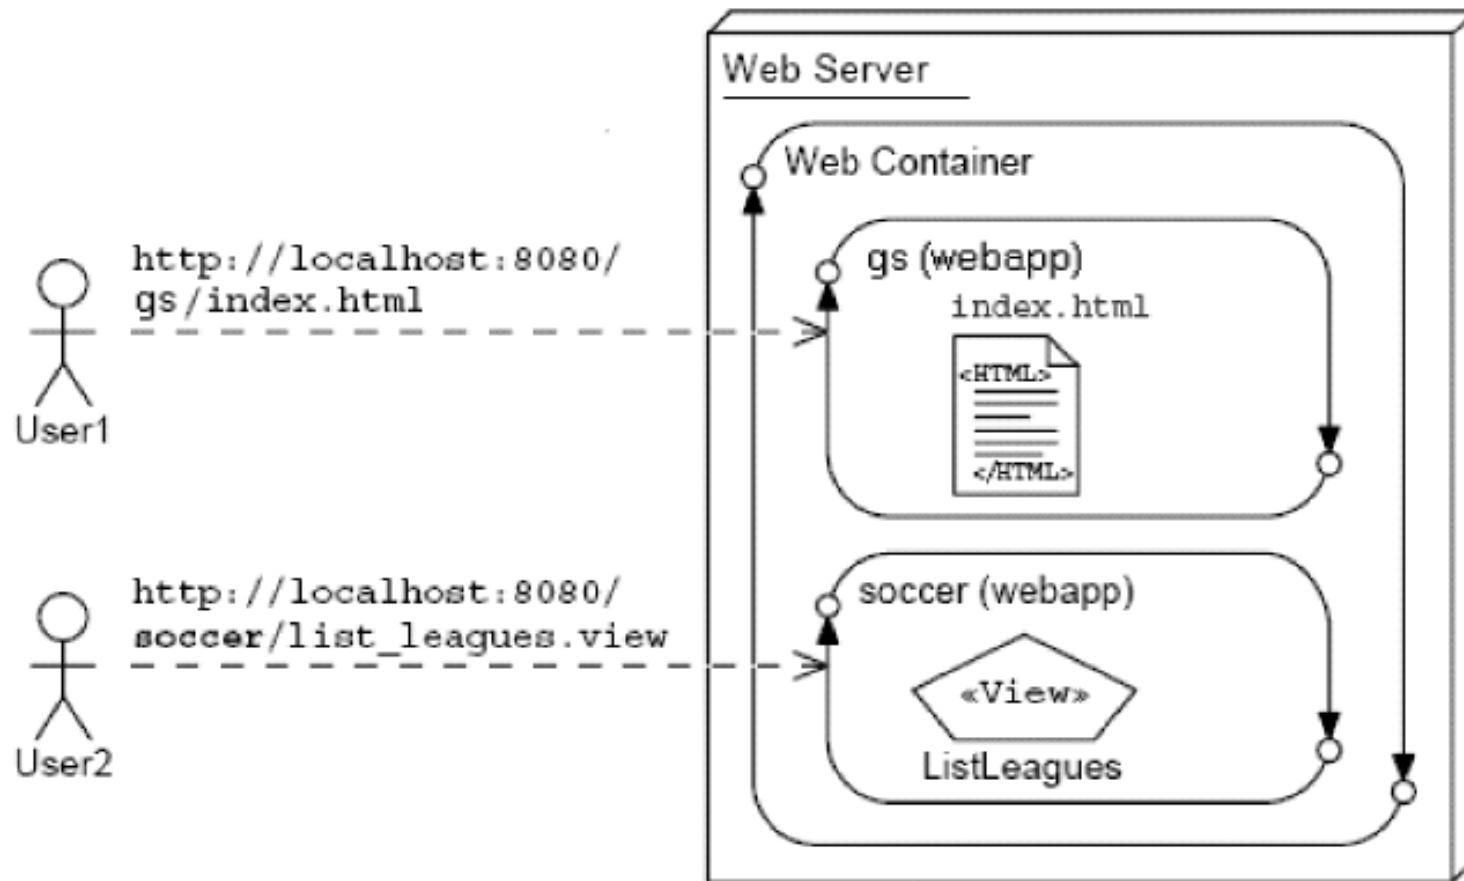 Web Server
Web Container
http://localhost:8080/
gs/index.html
User1
gs (webapp)
index.html
<HTML>
</HTML>
http://localhost:8080/
soccer/list_leagues.view
User2
soccer (webapp)
«View»
ListLeagues